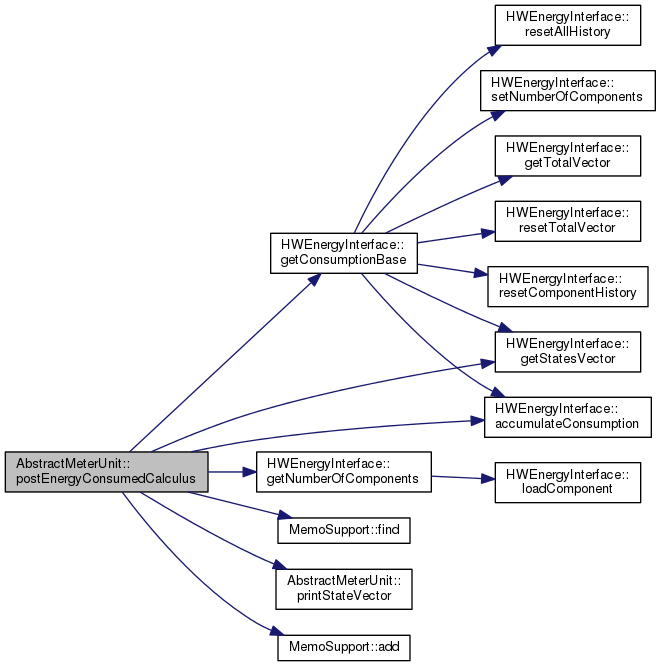 HWEnergyInterface::
resetAllHistory
HWEnergyInterface::
setNumberOfComponents
HWEnergyInterface::
getTotalVector
HWEnergyInterface::
resetTotalVector
HWEnergyInterface::
getConsumptionBase
HWEnergyInterface::
resetComponentHistory
HWEnergyInterface::
getStatesVector
HWEnergyInterface::
accumulateConsumption
AbstractMeterUnit::
postEnergyConsumedCalculus
HWEnergyInterface::
getNumberOfComponents
HWEnergyInterface::
loadComponent
MemoSupport::find
AbstractMeterUnit::
printStateVector
MemoSupport::add